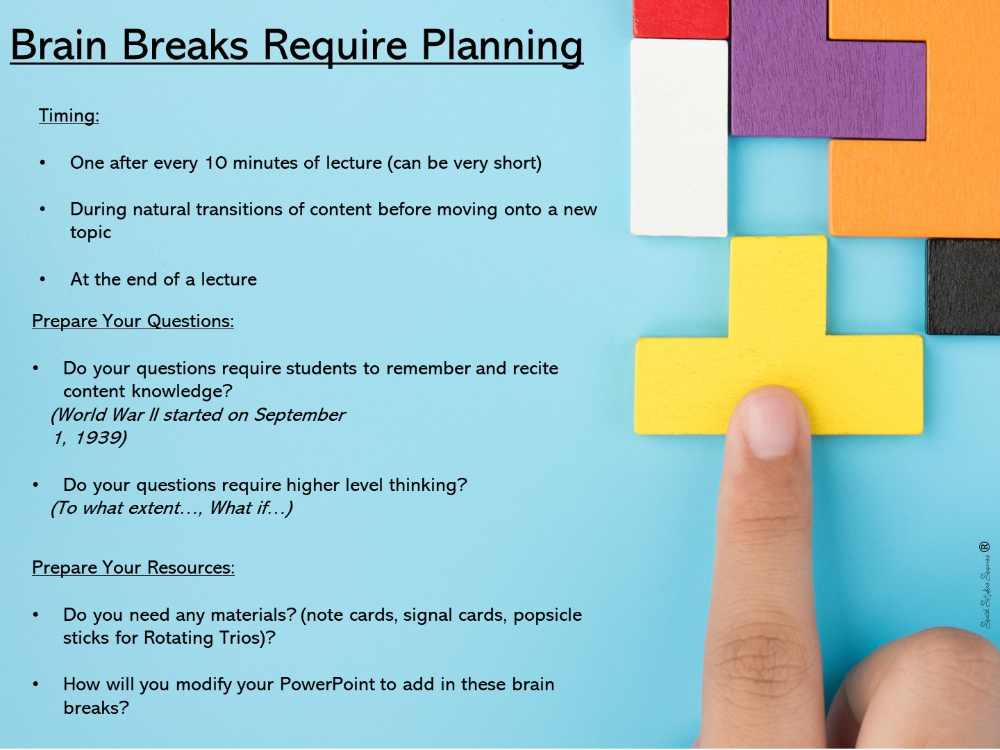 Brain Breaks Require Planning
Timing:
• One after every 10 minutes of lecture (can be very short)
• During natural transitions of content before moving onto a new
topic
• At the end of a lecture
Prepare Your Questions:
• Do your questions require students to remember and recite
content knowledge?
(World War II started on September
1, 1939)
• Do your questions require higher level thinking?
(To what extent…, What if…)
Prepare Your Resources:
• Do you need any materials? (note cards, signal cards, popsicle
sticks for Rotating Trios)?
• How will you modify your PowerPoint to add in these brain
breaks?
Social Studies Success ®